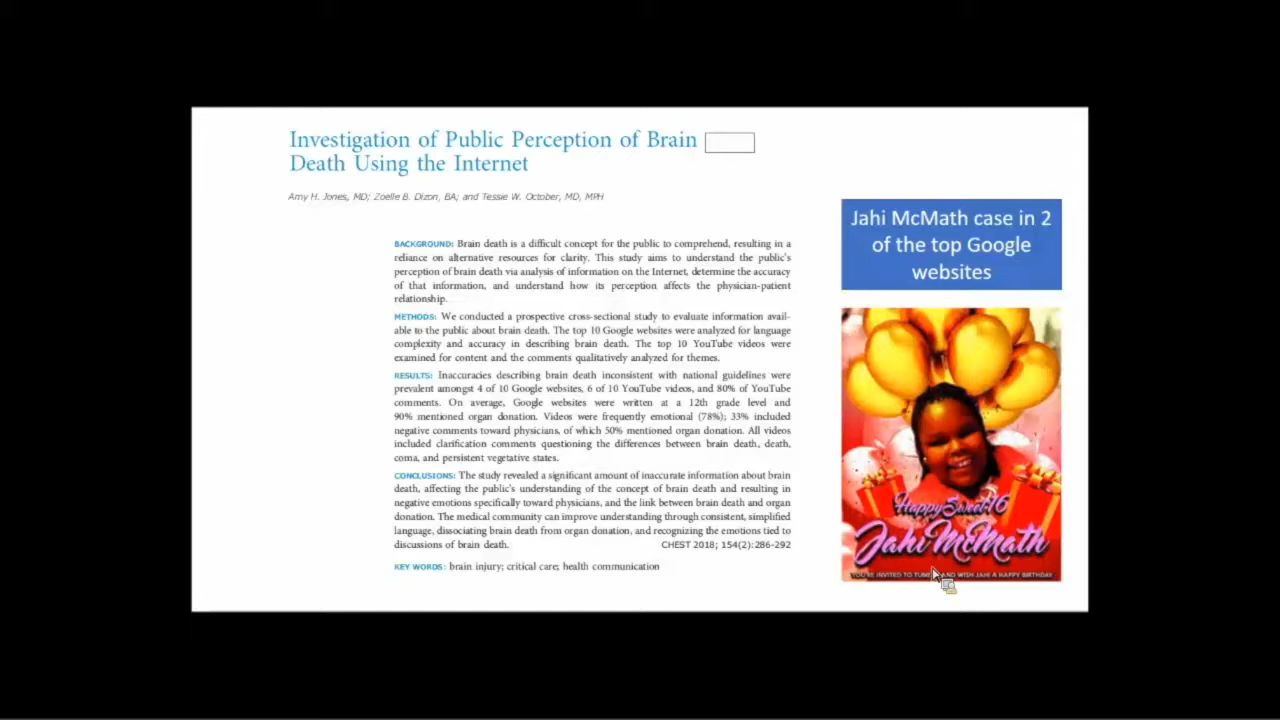 Investigation of Public Perception of Brain
Death Using the Internet
Amy H. Jones, MD; Zoelle B. Dizon, BA; and Tessie W. October, MD, MPH
BACKGROUND: Brain death is a difficult concept for the public to comprehend, resulting in a
reliance on alternative resources for clarity. This study aims to understand the public's
perception of brain death via analysis of information on the Internet, determine the accuracy
of that information, and understand how its perception affects the physician-patient
relationship.
METHODS: We conducted a prospective cross-sectional study to evaluate information avail-
able to the public about brain death. The top 10 Google websites were analyzed for language
complexity and accuracy in describing brain death. The top 10 YouTube videos were
examined for content and the comments qualitatively analyzed for themes.
RESULTS: Inaccuracies describing brain death inconsistent with national guidelines were
prevalent amongst 4 of 10 Google websites, 6 of 10 YouTube videos, and 80% of YouTube
comments. On average, Google websites were written at a 12th grade level and
90% mentioned organ donation. Videos were frequently emotional (78%); 33% included
negative comments toward physicians, of which 50% mentioned organ donation. All videos
included clarification comments questioning the differences between brain death, death,
coma, and persistent vegetative states.
CONCLUSIONS: The study revealed a significant amount of inaccurate information about brain
death, affecting the public's understanding of the concept of brain death and resulting in
negative emotions specifically toward physicians, and the link between brain death and organ
donation. The medical community can improve understanding through consistent, simplified
language, dissociating brain death from organ donation, and recognizing the emotions tied to
discussions of brain death. CHEST 2018; 154(2):286-292
KEY WORDS: brain injury; critical care; health communication
Jahi McMath case in 2
of the top Google
websites
Happy Sweet 16
Jahi McMath
YOU'RE INVITED TO TUNE AND WISH JAHI A HAPPY BIRTHDAY